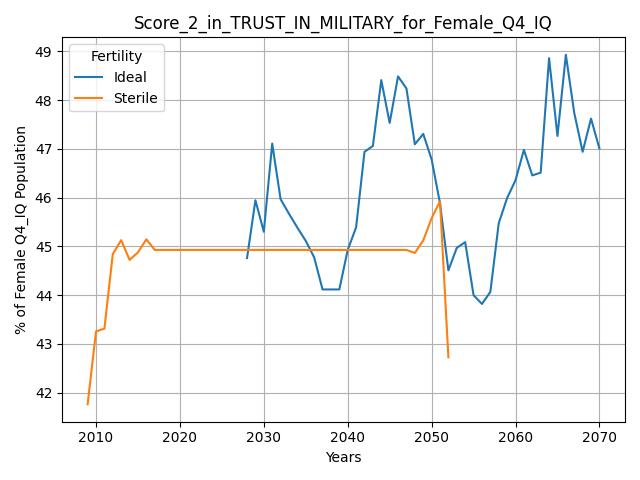 Score_2_in_TRUST_IN_MILITARY_for_Female_Q4_IQ
Fertility
Ideal
Sterile
% of Female Q4_IQ Population
49
48
47
46
45
44
43
42
2010 2020 2030 2040 2050 2060 2070
Years